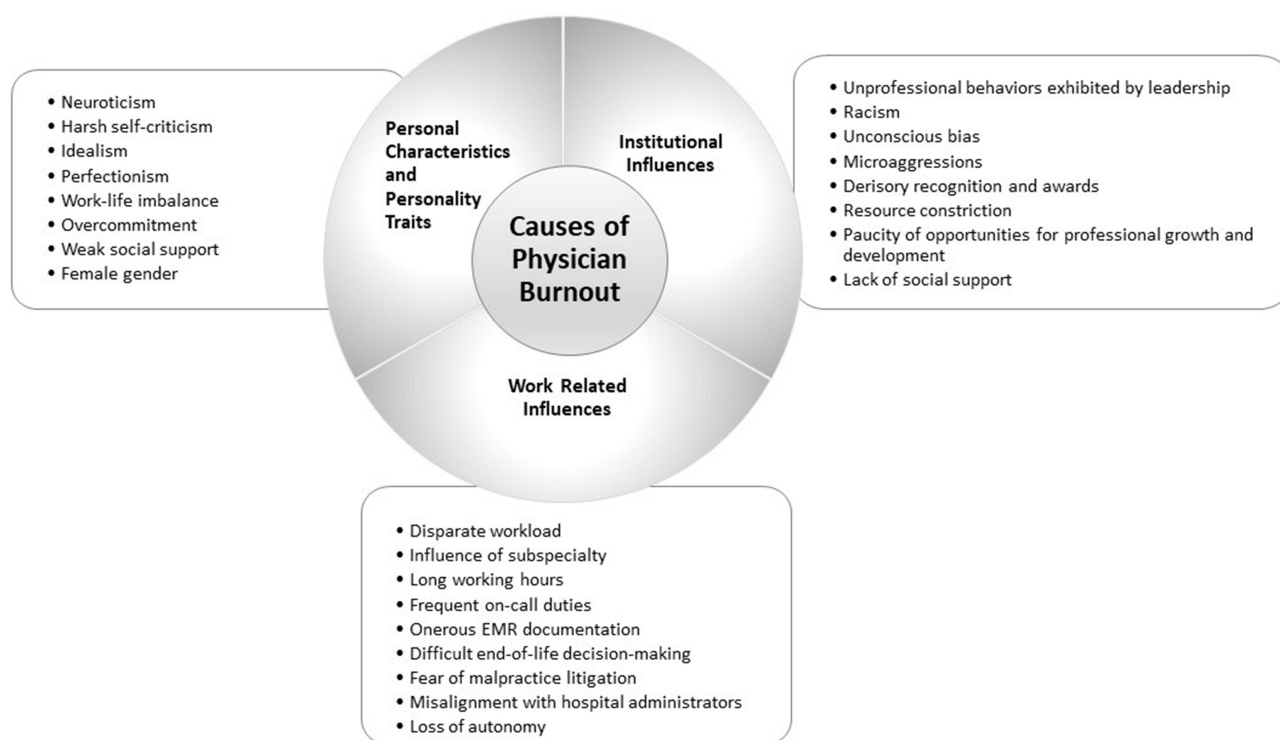 Causes of
Physician
Burnout
Personal
Characteristics
and
Personality
Traits
• Neuroticism
• Harsh self-criticism
• Idealism
• Perfectionism
• Work-life imbalance
• Overcommitment
• Weak social support
• Female gender
Institutional
Influences
• Unprofessional behaviors exhibited by leadership
• Racism
• Unconscious bias
• Microaggressions
• Derisory recognition and awards
• Resource constriction
• Paucity of opportunities for professional growth and
development
• Lack of social support
Work Related
Influences
• Disparate workload
• Influence of subspecialty
• Long working hours
• Frequent on-call duties
• Onerous EMR documentation
• Difficult end-of-life decision-making
• Fear of malpractice litigation
• Misalignment with hospital administrators
• Loss of autonomy